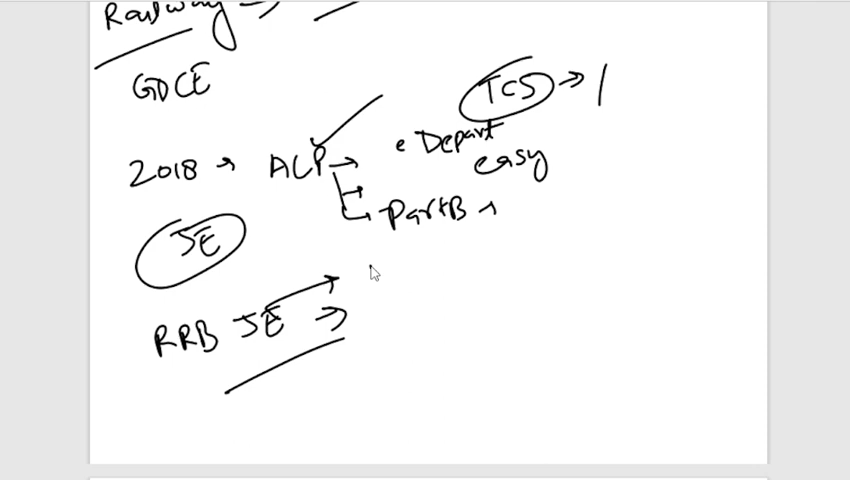 Railway →
GDCE
TCS → 1
2018 → ALP →
Depart
easy
Part B
JE
RRB JE →